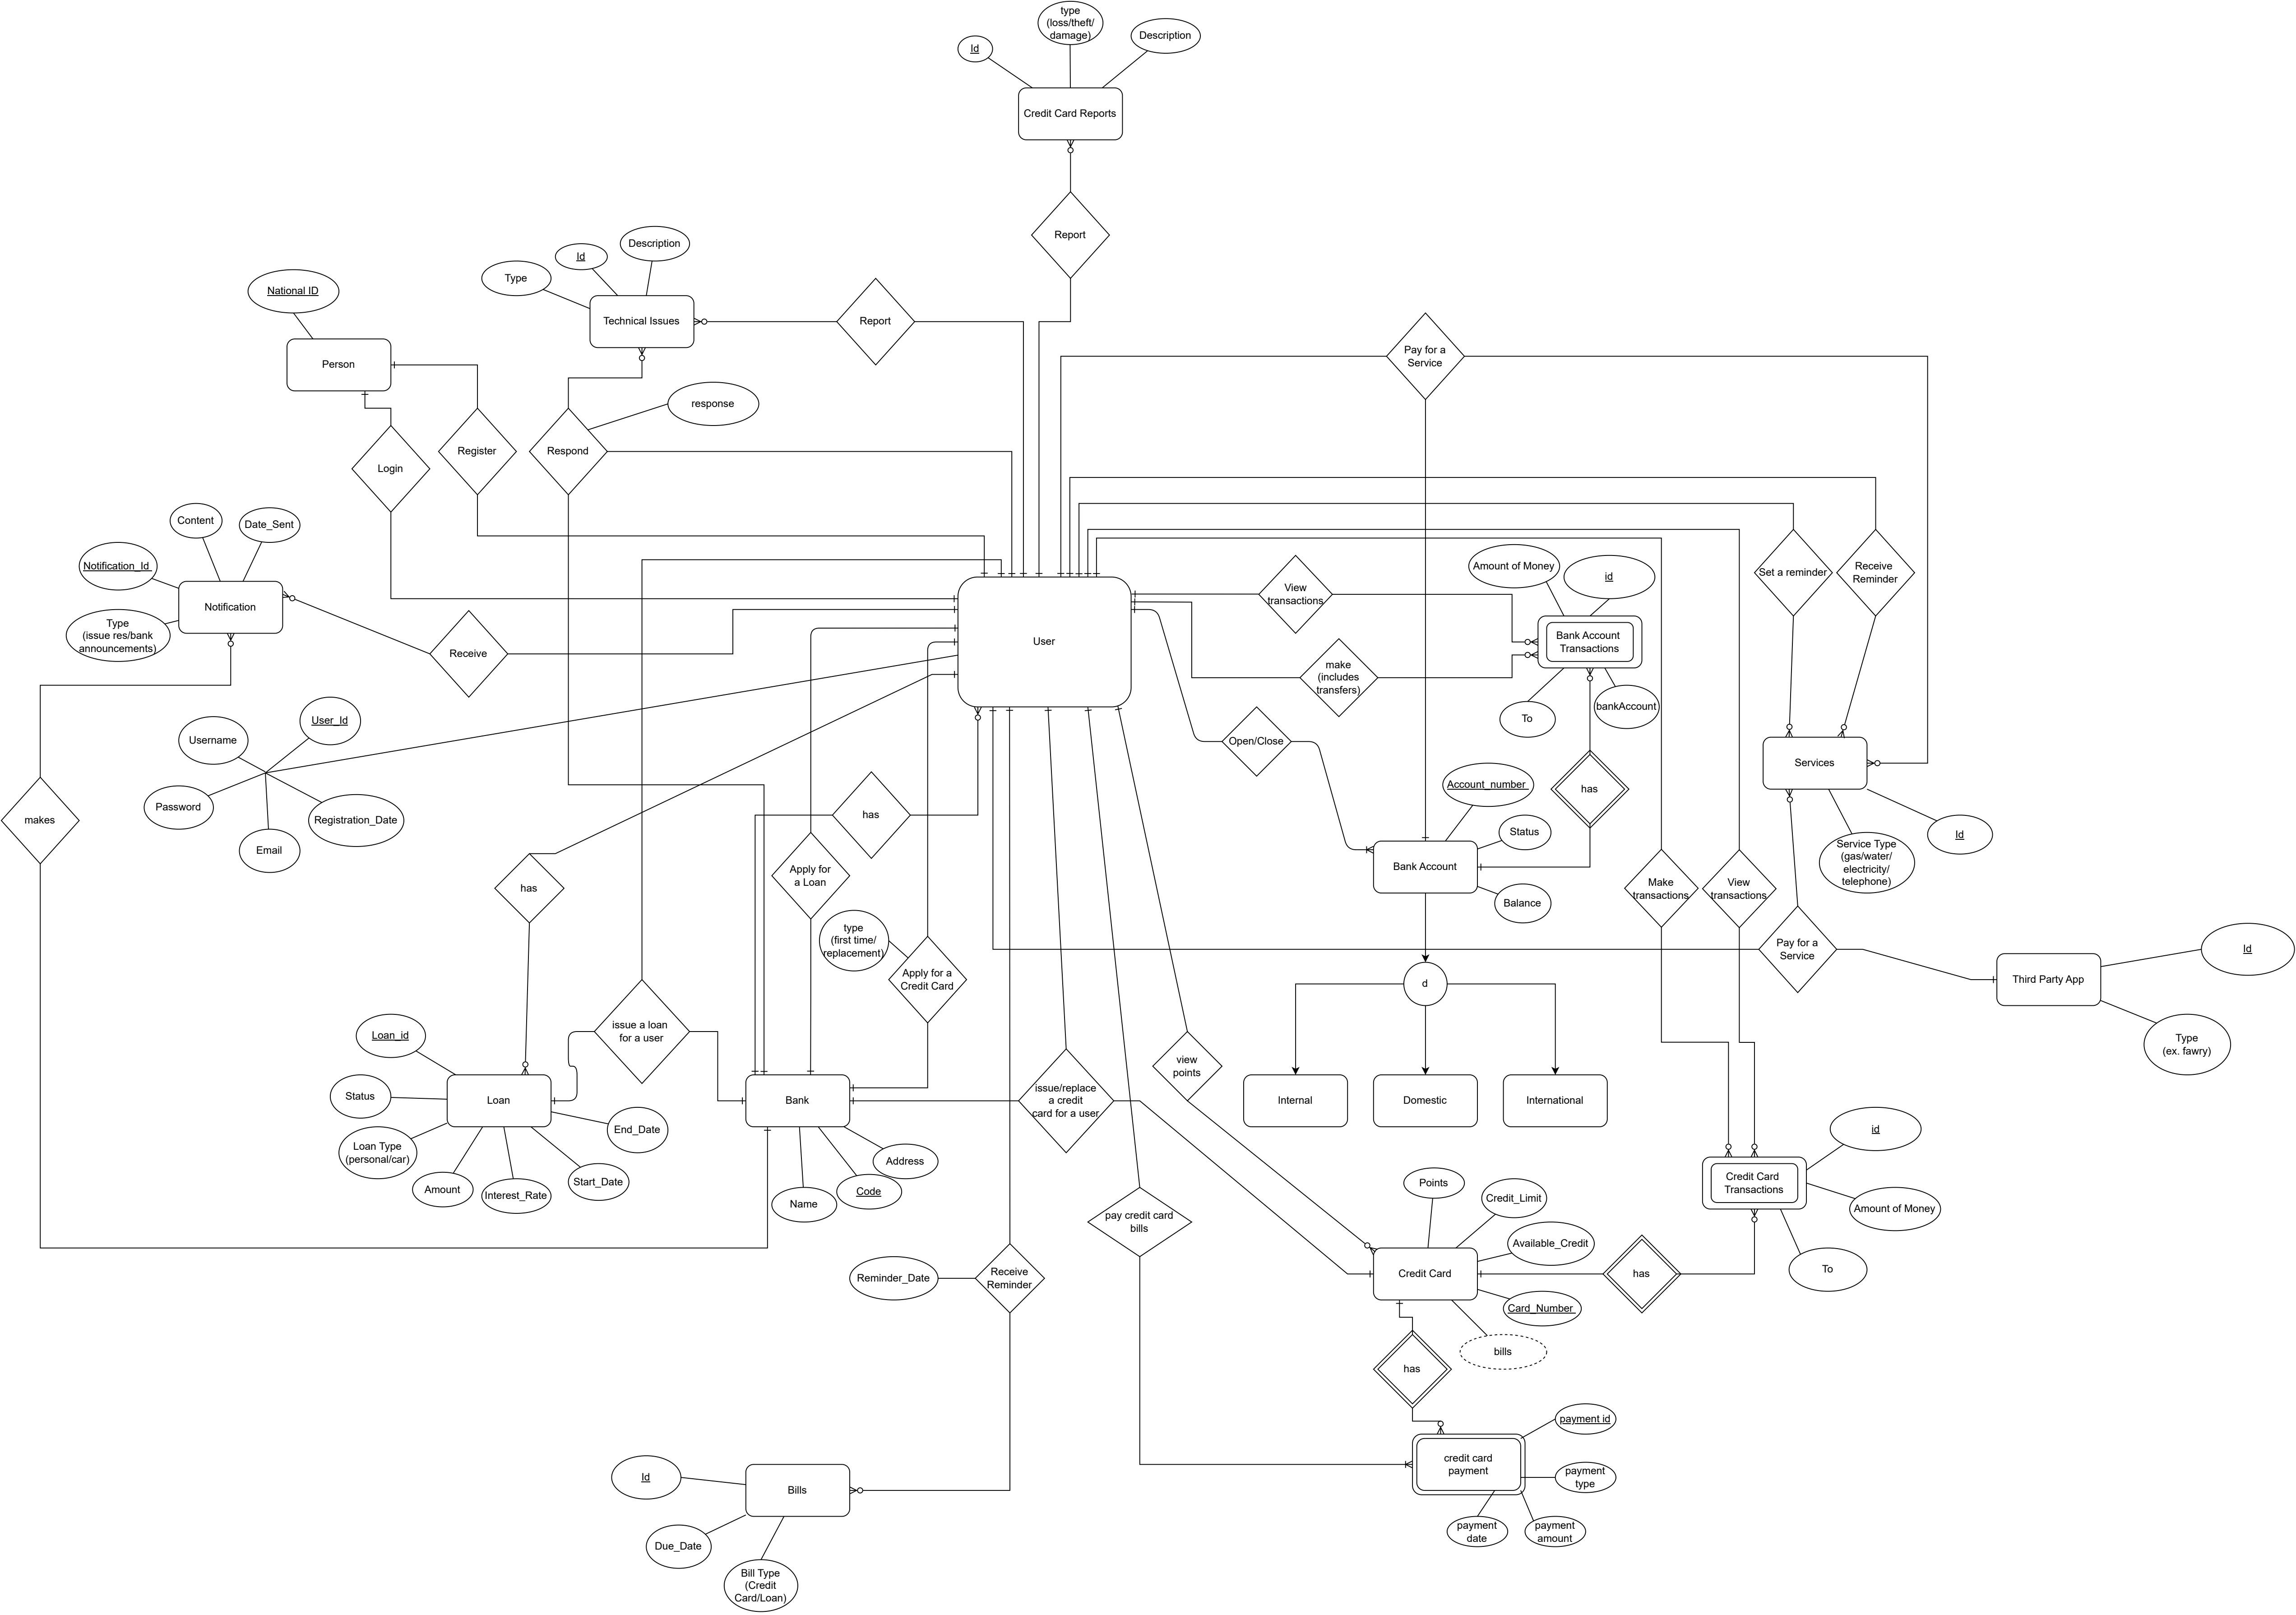 type
(loss/theft/
damage)
Id
Description
Credit Card Reports
Report
Description
Id
Type
Technical Issues
Report
National ID
Person
Pay for a
Service
response
Login
Register
Respond
Content
Date_Sent
Notification_Id
Notification
Type
(issue res/bank
announcements)
Receive
User
View
transactions
make
(includes
transfers)
Amount of Money
id
Bank Account
Transactions
To
bankAccount
Set a reminder
Receive
Reminder
Open/Close
Services
User_Id
Username
Password
Registration_Date
Email
makes
has
has
Apply for
a Loan
type
(first time/
replacement)
Apply for a
Credit Card
Account_number
Status
Bank Account
Balance
has
Service Type
(gas/water/
electricity/
telephone)
Id
Make
transactions
View
transactions
Pay for a
Service
Third Party App
Id
Type
(ex. fawry)
d
Internal
Domestic
International
issue a loan
for a user
Loan_id
Status
Loan
Loan Type
(personal/car)
Amount
Interest_Rate
Start_Date
End_Date
Bank
Address
Code
Name
issue/replace
a credit
card for a user
view
points
pay credit card
bills
id
Credit Card
Transactions
Amount of Money
To
Points
Credit_Limit
Available_Credit
Credit Card
Card_Number
bills
has
has
Reminder_Date
Receive
Reminder
payment id
credit card
payment
payment
type
payment
date
payment
amount
Id
Bills
Due_Date
Bill Type
(Credit
Card/Loan)